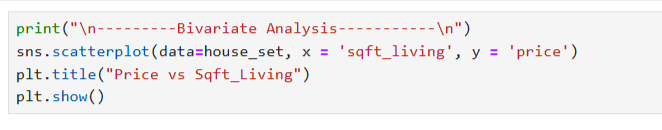 print("\n---------Bivariate Analysis-----------\n")
sns.scatterplot(data=house_set, x = 'sqft_living', y = 'price')
plt.title("Price vs Sqft_Living")
plt.show()